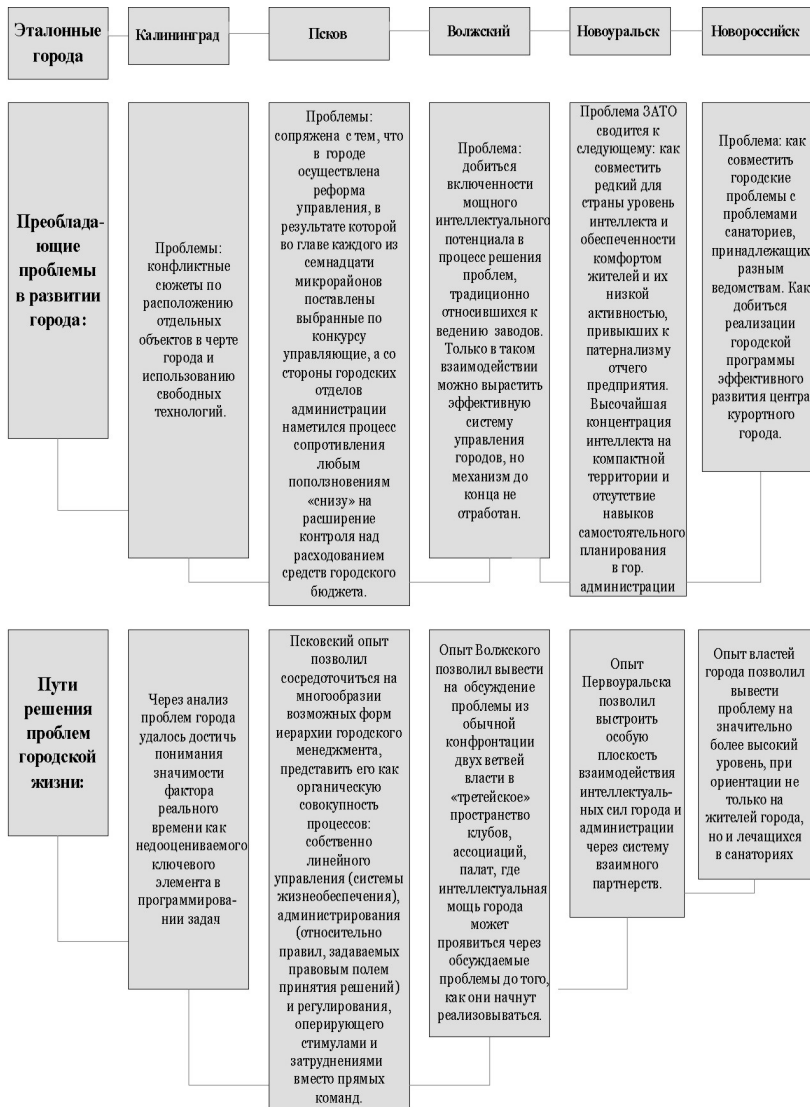 Эталонные
города
Калининград
Псков
Волжский
Новоуральск
Новороссийск
Преоблада-
ющие
проблемы
в развитии
города:
Проблемы:
конфликтные
сюжеты по
расположению
отдельных
объектов в черте
города и
использованию
свободных
технологий.
Проблемы:
сопряжена с тем, что
в городе
осуществлена
реформа
управления, в
результате которой
во главе каждого из
семнадцати
микрорайонов
поставлены
выбранные по
конкурсу
управляющие, а со
стороны городских
отделов
администрации
наметился процесс
сопротивления
любым
поползновениям
«снизу» на
расширение
контроля над
расходованием
средств городского
бюджета.
Проблема:
добиться
включенности
мощного
интеллектуального
потенциала в
процесс решения
проблем,
традиционно
относившихся к
ведению заводов.
Только в таком
взаимодействии
можно вырастить
эффективную
систему
управления
городов, но
механизм до
конца не
отработан.
Проблема ЗАТО
сводится к
следующему: как
совместить
редкий для
страны уровень
интеллекта и
обеспеченности
комфортом
жителей и их
низкой
активностью,
привыкших к
патернализму
отчего
предприятия.
Высочайшая
концентрация
интеллекта на
компактной
территории и
отсутствие
навыков
самостоятельного
планирования
в гор.
администрации
Проблема: как
совместить
городские
проблемы с
проблемами
санаториев,
принадлежащих
разным
ведомствам. Как
добиться
реализации
городской
программы
эффективного
развития центра
курортного
города.
Пути
решения
проблем
городской
жизни:
Через анализ
проблем города
удалось достичь
понимания
значимости
фактора
реального
времени как
недооцениваемого
ключевого
элемента в
программирова-
нии задач
Псковский опыт
позволил
сосредоточиться на
многообразии
возможных форм
иерархии городского
менеджмента,
представить его как
органическую
совокупность
процессов:
собственно
линейного
управления (системы
жизнеобеспечения),
администрирования
(относительно
правил, задаваемых
правовым полем
принятия решений)
и регулирования,
оперирующего
стимулами и
затруднениями
вместо прямых
команд.
Опыт Волжского
позволил вывести
на обсуждение
проблемы из
обычной
конфронтации
двух ветвей
власти в
«третейское»
пространство
клубов,
ассоциаций,
палат, где
интеллектуальная
мощь города
может
проявиться через
обсуждаемые
проблемы до того,
как они начнут
реализовываться.
Опыт
Первоуральска
позволил
выстроить
особую
плоскость
взаимодействия
интеллектуаль-
ных сил города и
администрации
через систему
взаимного
партнерств.
Опыт властей
города позволил
вывести
проблему на
значительно
более высокий
уровень, при
ориентации не
только на
жителей города,
но и лечащихся
в санаториях